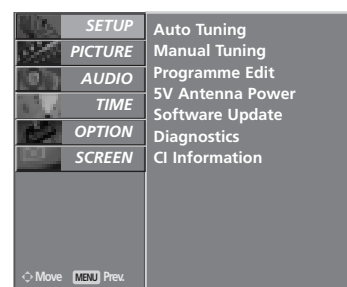 SETUP
PICTURE
AUDIO
TIME
OPTION
SCREEN
Auto Tuning
Manual Tuning
Programme Edit
5V Antenna Power
Software Update
Diagnostics
CI Information
Move MENU Prev.